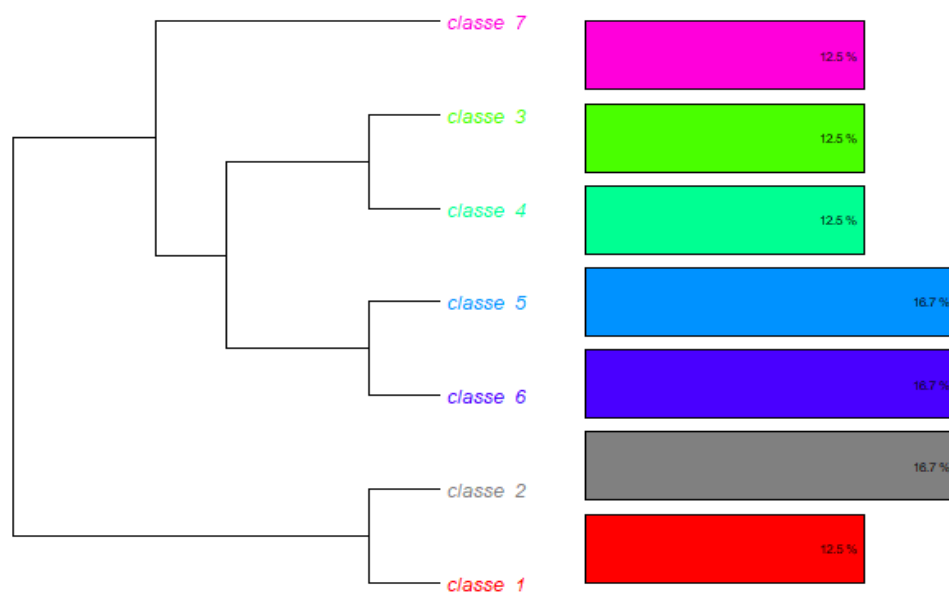 classe 7
12.5 %
classe 3
12.5 %
classe 4
12.5 %
classe 5
16.7 %
classe 6
16.7 %
classe 2
16.7 %
classe 1
12.5 %